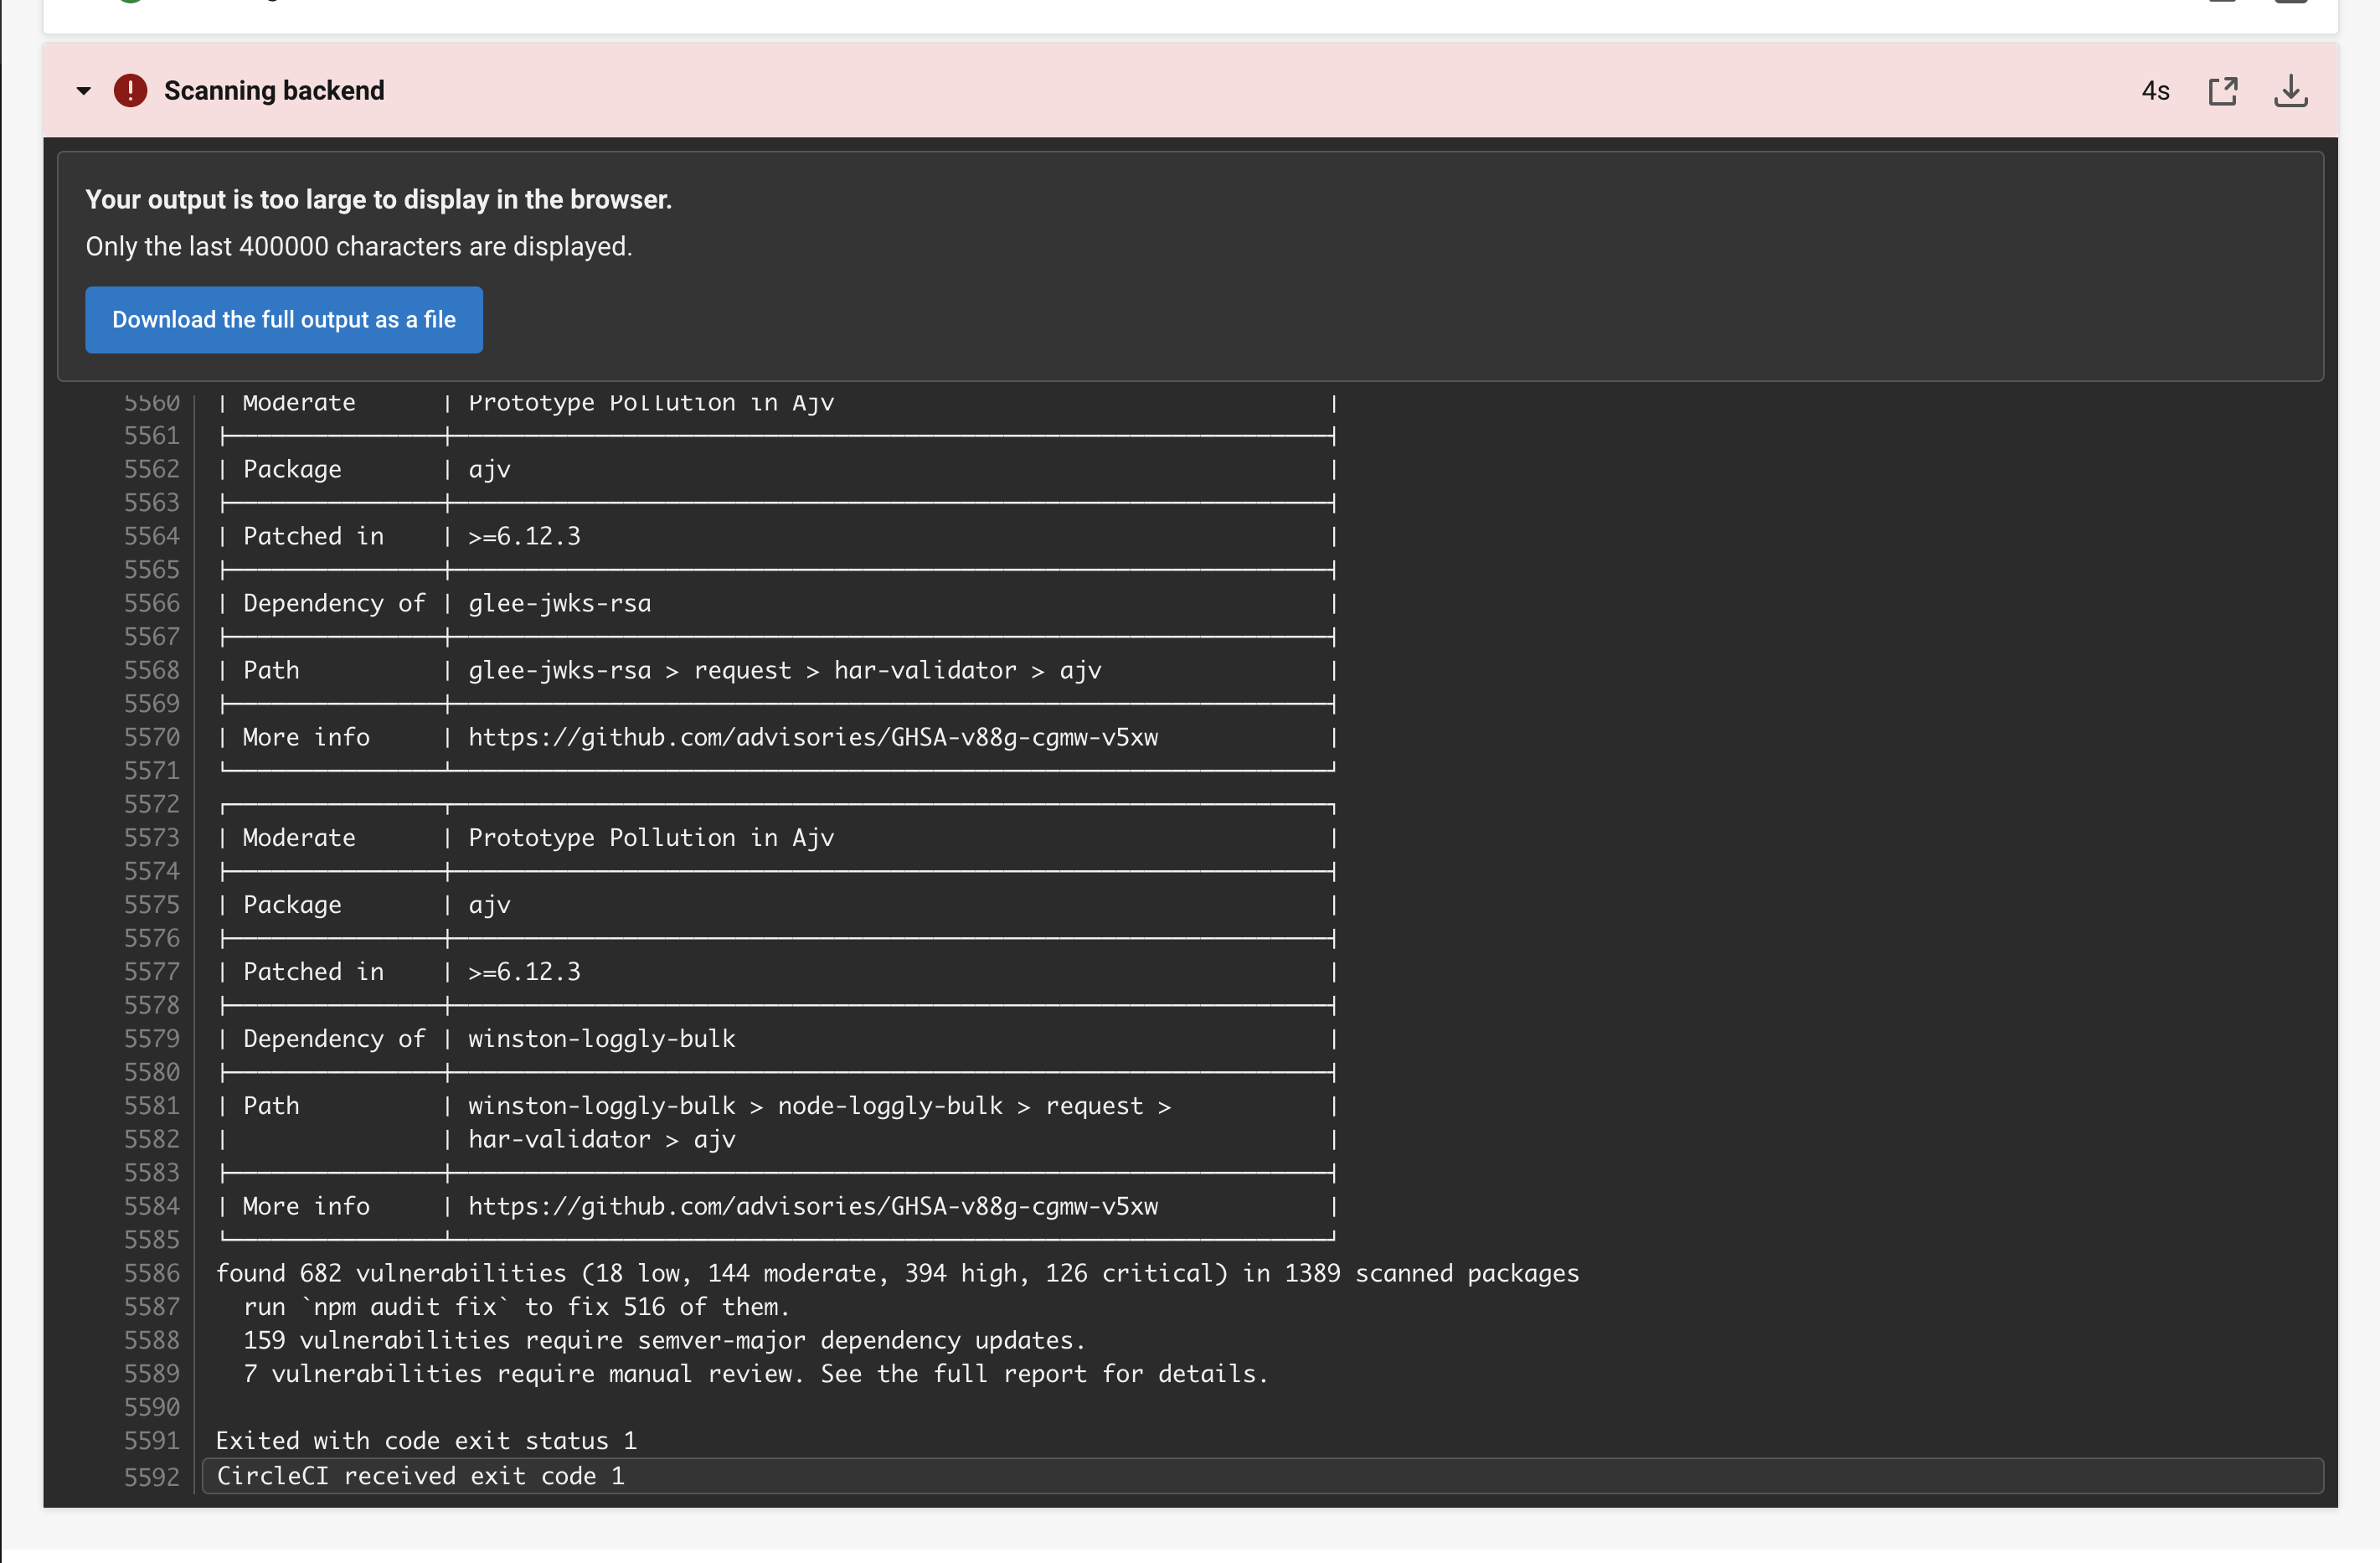 Scanning backend 4s
Your output is too large to display in the browser.
Only the last 400000 characters are displayed.
Download the full output as a file
5560 | Moderate | Prototype Pollution in Ajv |
5561
5562 | Package | ajv |
5563
5564 | Patched in | >=6.12.3 |
5565
5566 | Dependency of | glee-jwks-rsa |
5567
5568 | Path | glee-jwks-rsa > request > har-validator > ajv |
5569
5570 | More info | https://github.com/advisories/GHSA-v88g-cgmw-v5xw |
5571
5572
5573 | Moderate | Prototype Pollution in Ajv |
5574
5575 | Package | ajv |
5576
5577 | Patched in | >=6.12.3 |
5578
5579 | Dependency of | winston-loggly-bulk |
5580
5581 | Path | winston-loggly-bulk > node-loggly-bulk > request > |
5582 | | har-validator > ajv |
5583
5584 | More info | https://github.com/advisories/GHSA-v88g-cgmw-v5xw |
5585
5586 found 682 vulnerabilities (18 low, 144 moderate, 394 high, 126 critical) in 1389 scanned packages
5587 run `npm audit fix` to fix 516 of them.
5588 159 vulnerabilities require semver-major dependency updates.
5589 7 vulnerabilities require manual review. See the full report for details.
5590
5591 Exited with code exit status 1
5592 CircleCI received exit code 1